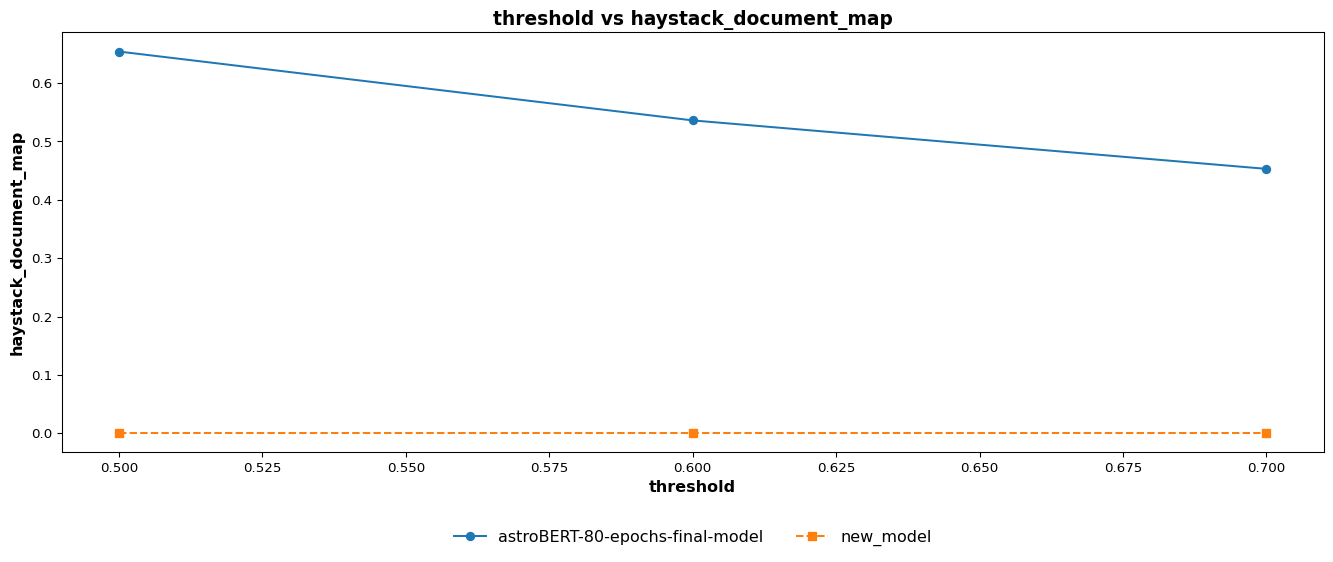 threshold vs haystack_document_map
haystack_document_map
0.6
0.5
0.4
0.3
0.2
0.1
0.0
0.500 0.525 0.550 0.575 0.600 0.625 0.650 0.675 0.700
threshold
astroBERT-80-epochs-final-model new_model